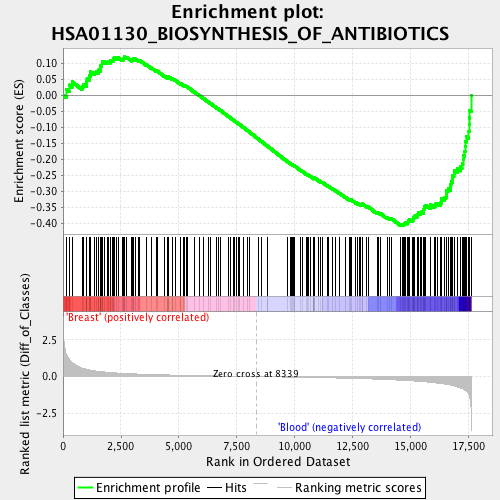 Enrichment plot:
HSA01130_BIOSYNTHESIS_OF_ANTIBIOTICS
Enrichment score (ES)
0.10
0.05
0.00
-0.05
-0.10
-0.15
-0.20
-0.25
-0.30
-0.35
-0.40
'Breast' (positively correlated)
Ranked list metric (Diff_of_Classes)
2.5
0.0
-2.5
Zero cross at 8339
'Blood' (negatively correlated)
0
2,500
5,000
7,500
10,000
12,500
15,000
17,500
Rank in Ordered Dataset
Enrichment profile
Hits
Ranking metric scores